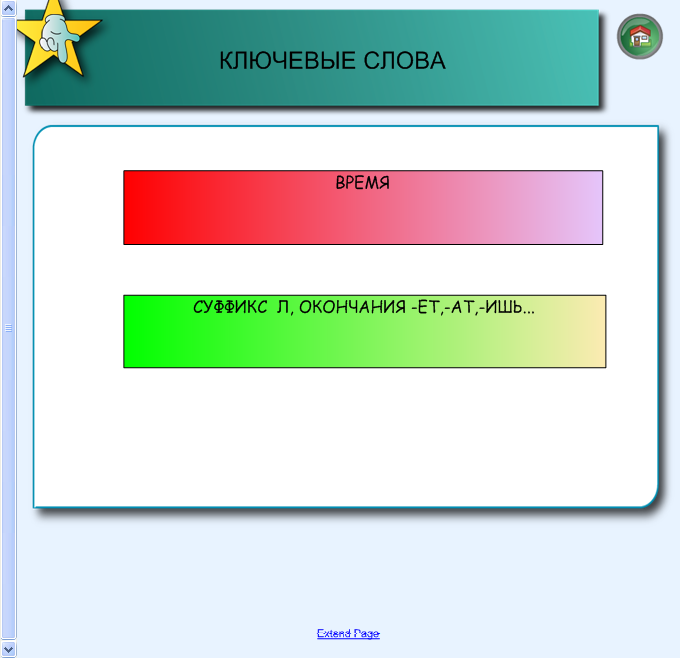 КЛЮЧЕВЫЕ СЛОВА
ВРЕМЯ
СУФФИКС Л, ОКОНЧАНИЯ -ЕТ,-АТ,-ИШЬ...
Extend Page